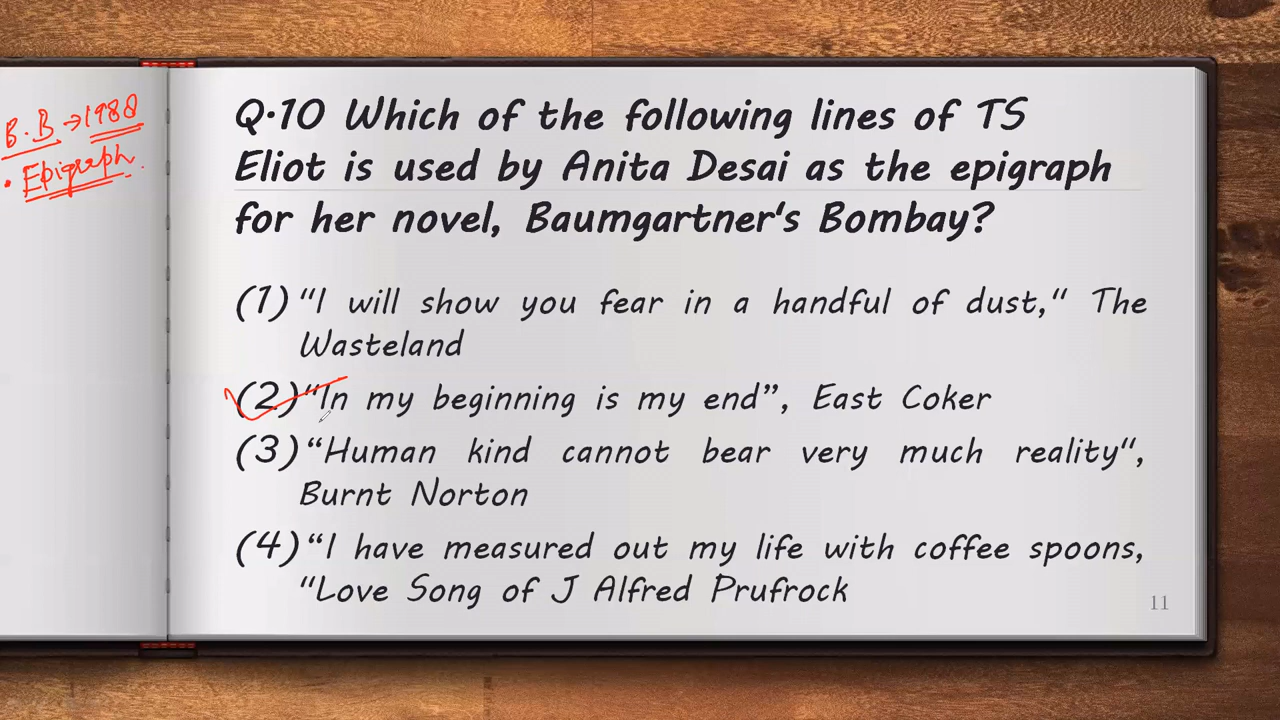 B.B → 1988
• Epigraph.
Q.10 Which of the following lines of TS
Eliot is used by Anita Desai as the epigraph
for her novel, Baumgartner's Bombay?
(1) “I will show you fear in a handful of dust,“ The
Wasteland
(2) “In my beginning is my end”, East Coker
(3) “Human kind cannot bear very much reality“,
Burnt Norton
(4) “I have measured out my life with coffee spoons,
“Love Song of J Alfred Prufrock
11